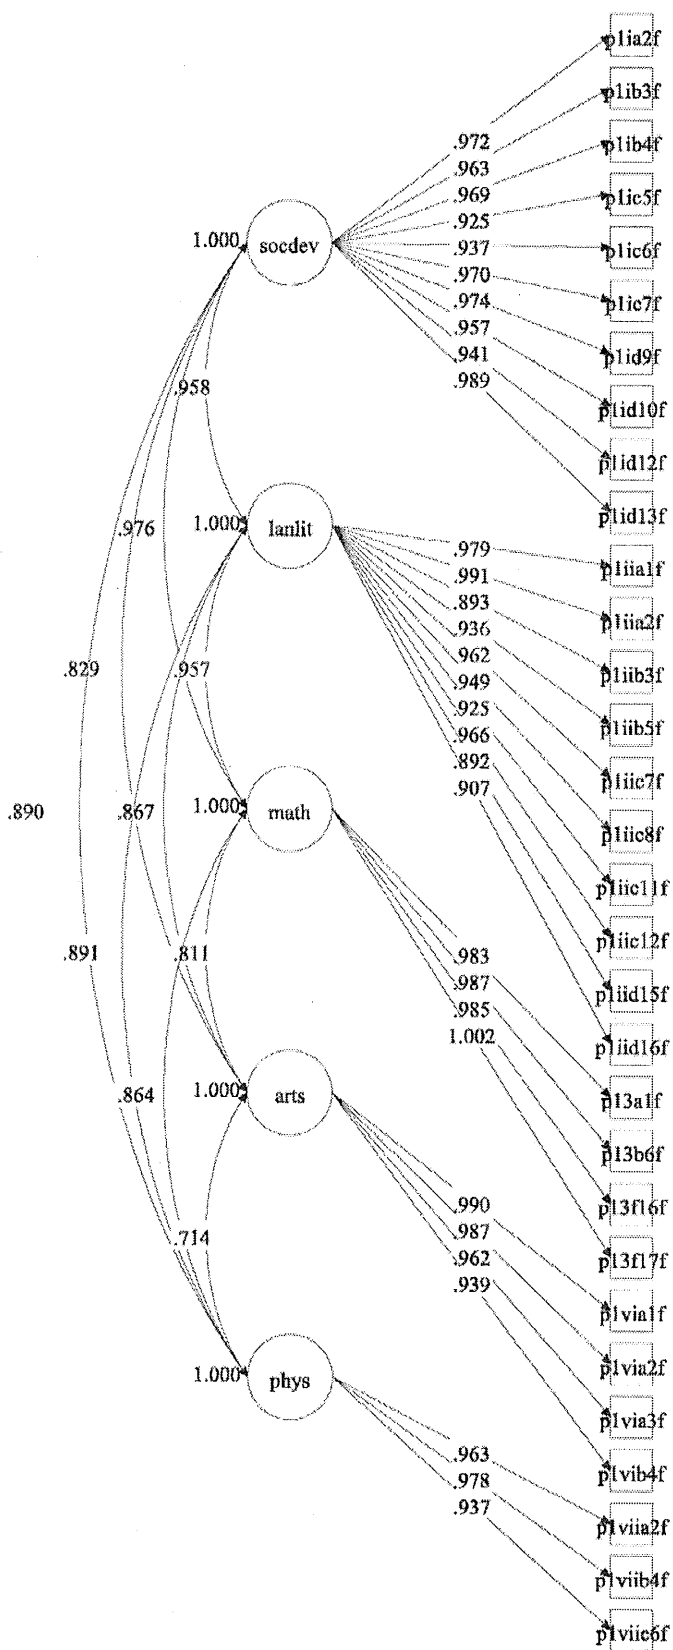 p1ia2f
p1ib3f
.972
p1ib4f
.963
.969
p1ic5f
.925
1.000
socdev
.937
p1ic6f
.970
.974
p1ic7f
.957
.941
p1id9f
.989
.958
p1id10f
p1id12f
p1id13f
1.000
lanlit
.976
.979
p1iia1f
.991
.893
p1iia2f
.936
.962
.829
.957
p1iib3f
.949
.925
p1iib5f
.966
.892
p1iic7f
.907
1.000
math
.890
.867
p1iic8f
p1iic11f
p1iic12f
.891
.811
.983
.987
p1iid15f
.985
1.002
p1iid16f
.864
1.000
arts
p13a1f
p13b6f
.990
p13f16f
.987
.714
.962
p13f17f
.939
p1via1f
1.000
phys
p1via2f
p1via3f
.963
p1vib4f
.978
.937
p1viia2f
p1viib4f
p1viic6f